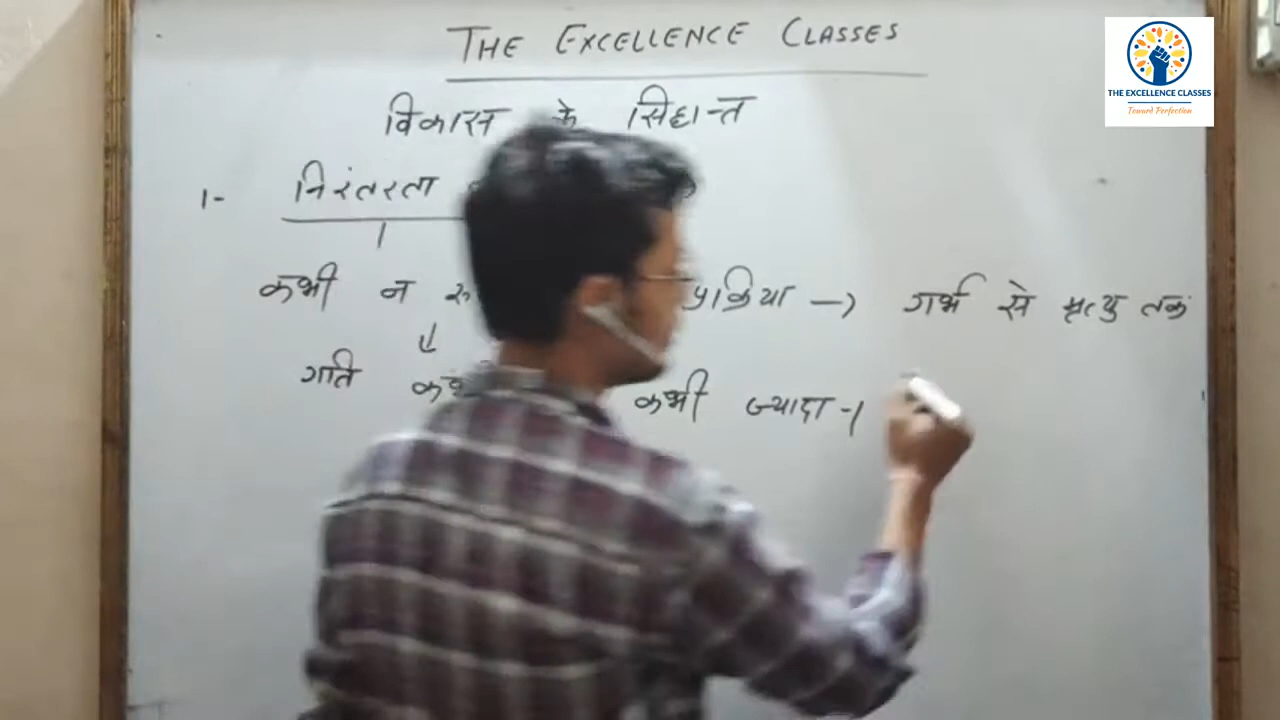 THE EXCELLENCE CLASSES
विकास के सिद्धान्त
1- निरंतरता
कभी न प्रक्रिया → गर्भ से मृत्यु तक
गति कभी ज्यादा -
THE EXCELLENCE CLASSES
Toward Perfection